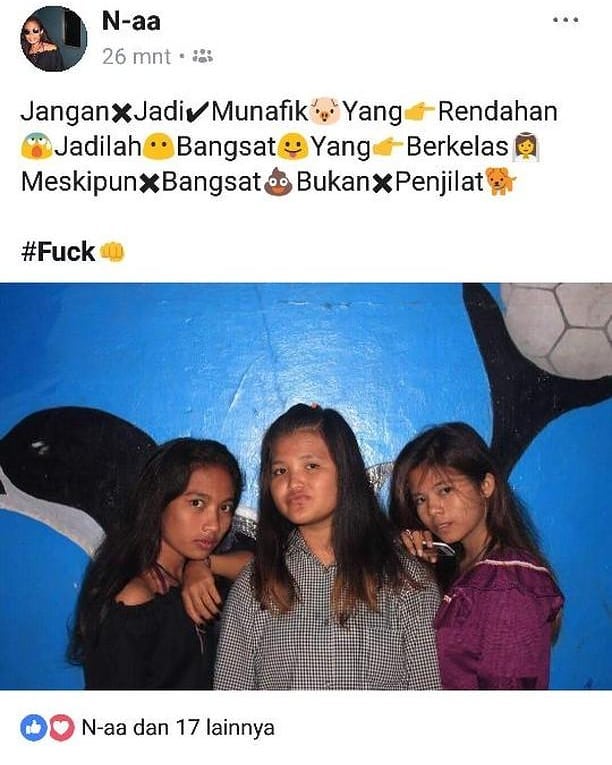 N-aa
26 mnt
Jangan✖Jadi✔Munafik🐷Yang👉Rendahan
😱Jadilah😶Bangsat😛Yang👉Berkelas👰
Meskipun✖Bangsat💩Bukan✖Penjilat🐕
#Fuck👊
N-aa dan 17 lainnya